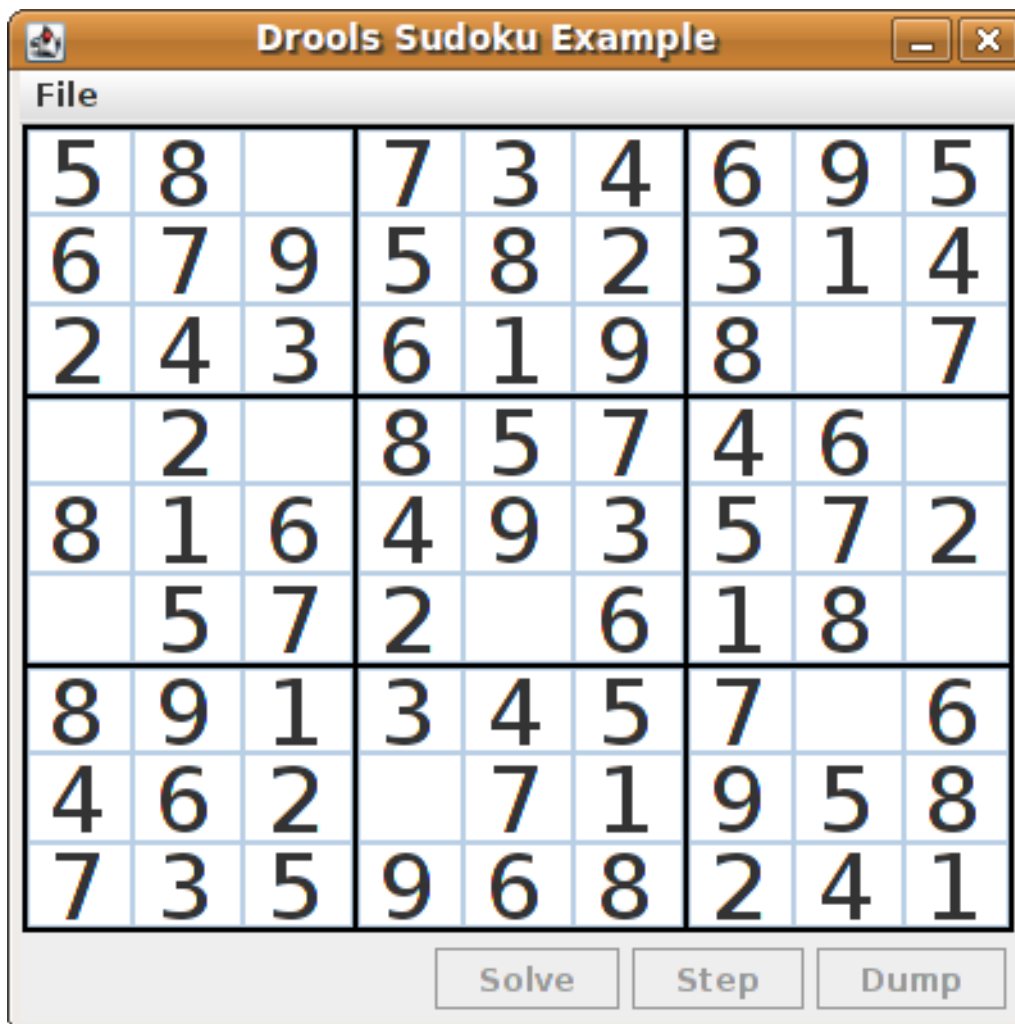 Drools Sudoku Example
File
5 8 7 3 4 6 9 5
6 7 9 5 8 2 3 1 4
2 4 3 6 1 9 8 7
2 8 5 7 4 6
8 1 6 4 9 3 5 7 2
5 7 2 6 1 8
8 9 1 3 4 5 7 6
4 6 2 7 1 9 5 8
7 3 5 9 6 8 2 4 1
Solve Step Dump